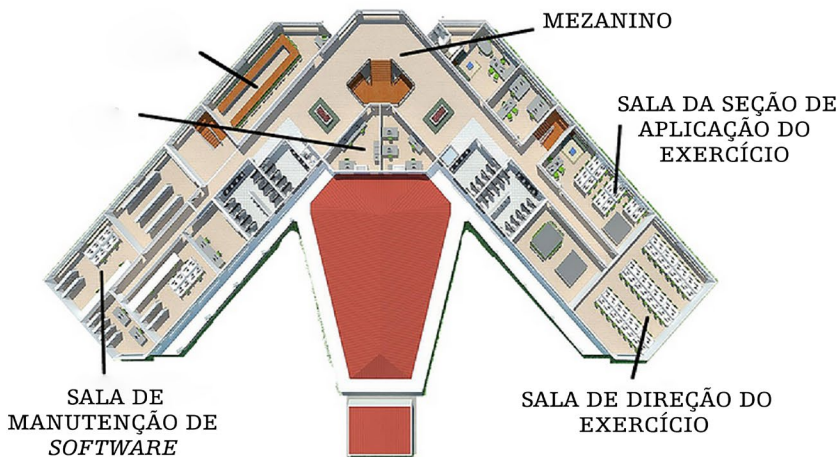 MEZANINO
SALA DA SEÇÃO DE
APLICAÇÃO DO
EXERCÍCIO
SALA DE
MANUTENÇÃO DE
SOFTWARE
SALA DE DIREÇÃO DO
EXERCÍCIO